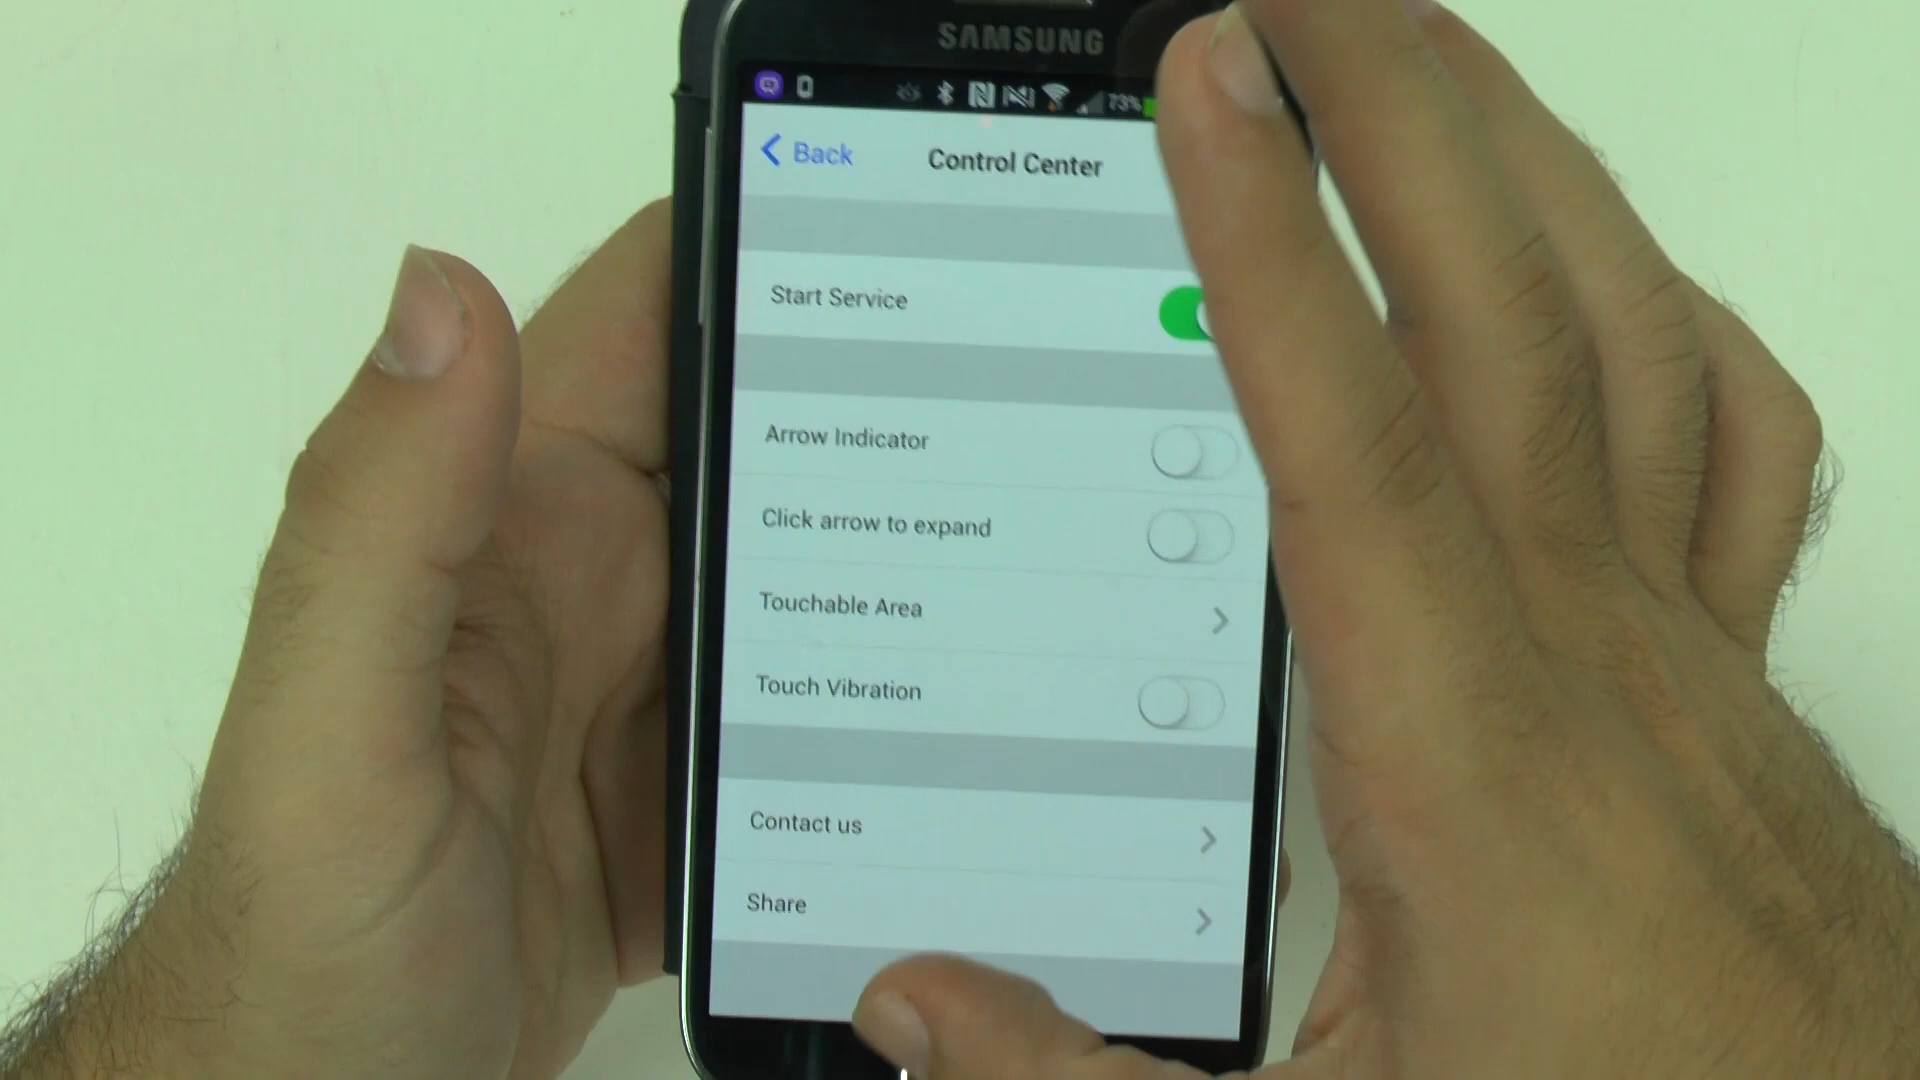 SAMSUNG
73%
Back
Control Center
Start Service
Arrow Indicator
Click arrow to expand
Touchable Area
Touch Vibration
Contact us
Share